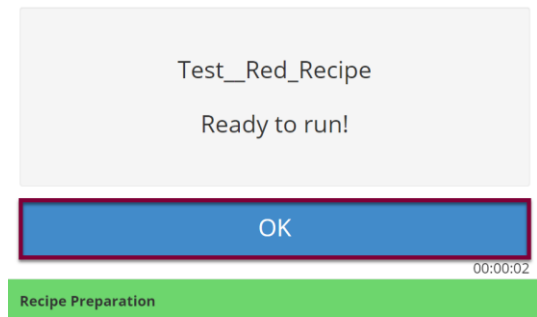 Test__Red_Recipe
Ready to run!
OK
00:00:02
Recipe Preparation